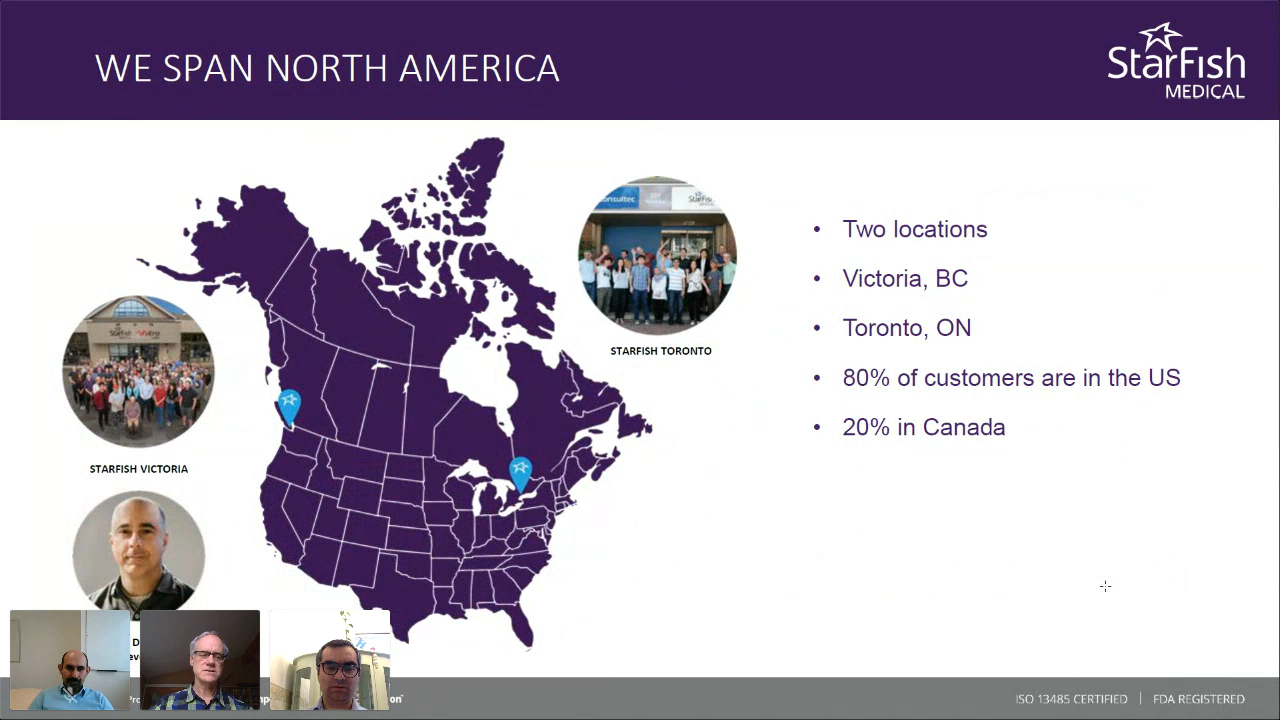 WE SPAN NORTH AMERICA
StarFish
MEDICAL
• Two locations
• Victoria, BC
• Toronto, ON
• 80% of customers are in the US
• 20% in Canada
STARFISH TORONTO
STARFISH VICTORIA
ISO 13485 CERTIFIED | FDA REGISTERED